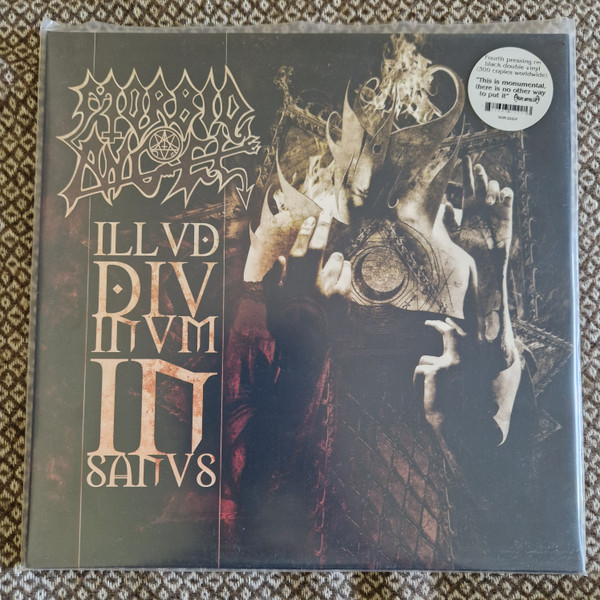 MORBID
ANGEL
ILLVD
DIV
INVM
IN
SANVS
fourth pressing on
black double vinyl
(500 copies worldwide)
"This is monumental,
there is no other way
to put it"